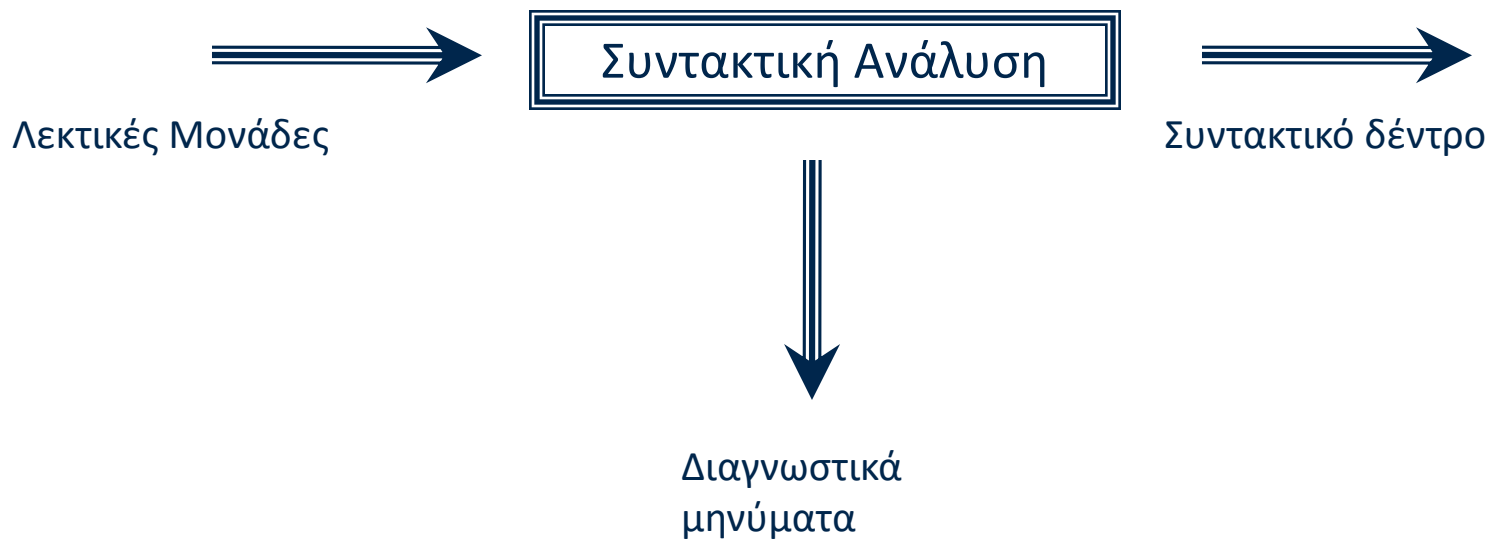 Συντακτική Ανάλυση
Λεκτικές Μονάδες
Συντακτικό δέντρο
Διαγνωστικά
μηνύματα